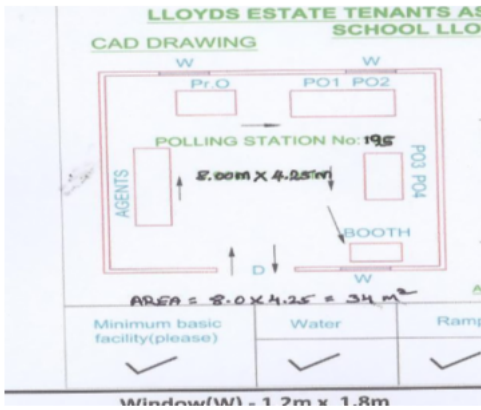 LLOYDS ESTATE TENANTS AS
SCHOOL LLO
CAD DRAWING
W W
Pr.O PO1 PO2
POLLING STATION No: 195
AGENTS
8.00m X 4.25m
PO3 PO4
BOOTH
D
W
AREA = 8.0 X 4.25 = 34 m²
Minimum basic Water Ramp
facility(please)
Window(W) - 1.2m x 1.8m